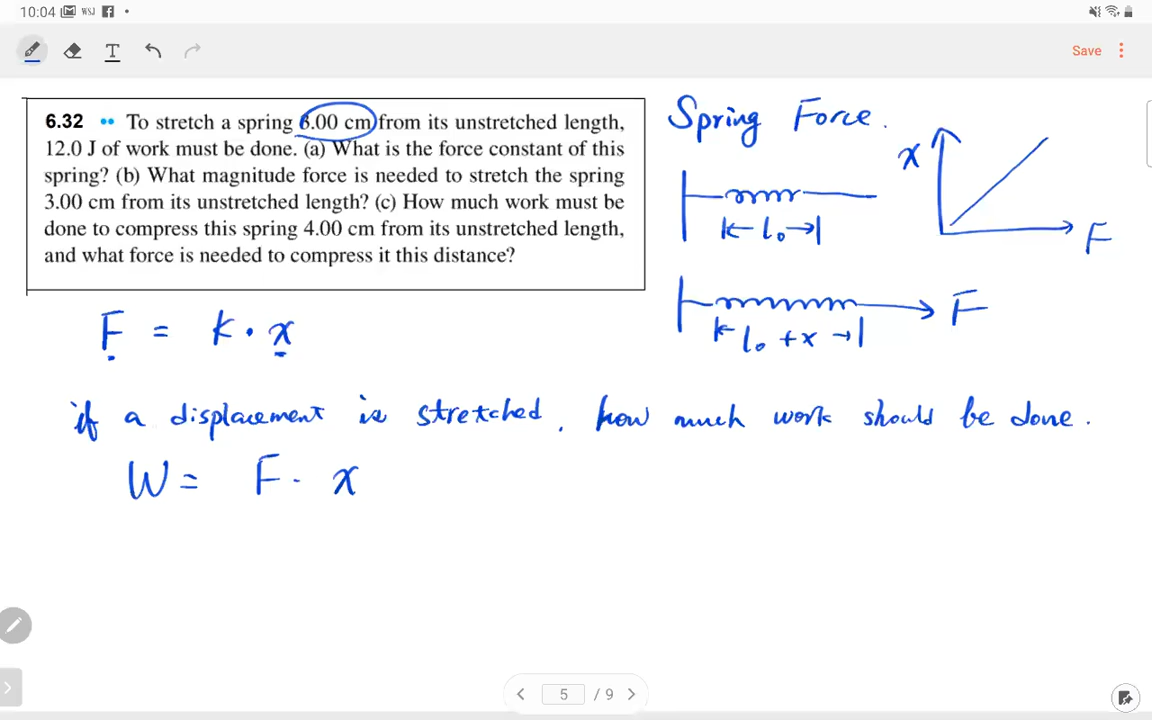 10:04 M WSJ
T Save
6.32 •• To stretch a spring 6.00 cm from its unstretched length,
12.0 J of work must be done. (a) What is the force constant of this
spring? (b) What magnitude force is needed to stretch the spring
3.00 cm from its unstretched length? (c) How much work must be
done to compress this spring 4.00 cm from its unstretched length,
and what force is needed to compress it this distance?
Spring Force.
x
F
l₀
F
l₀ + x
F = k · x
if a displacement is stretched, how much work should be done.
W = F · x
5 / 9